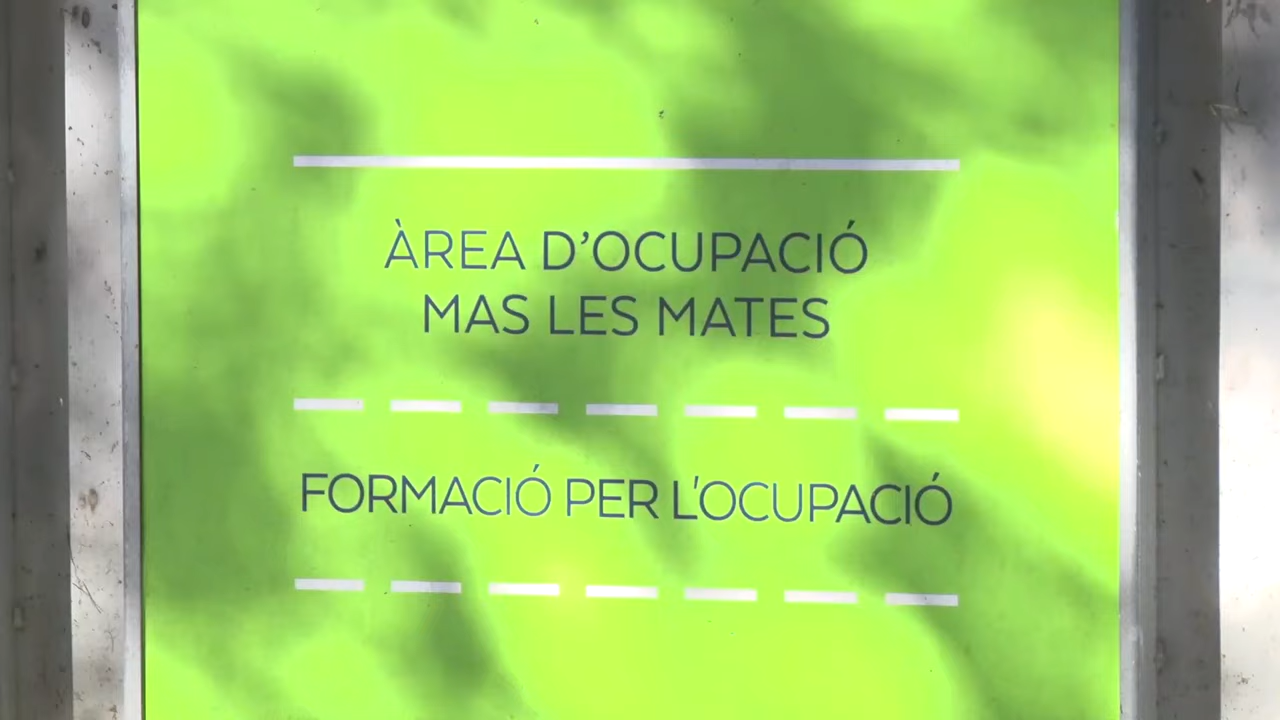 ÀREA D’OCUPACIÓ
MAS LES MATES
FORMACIÓ PER L'OCUPACIÓ